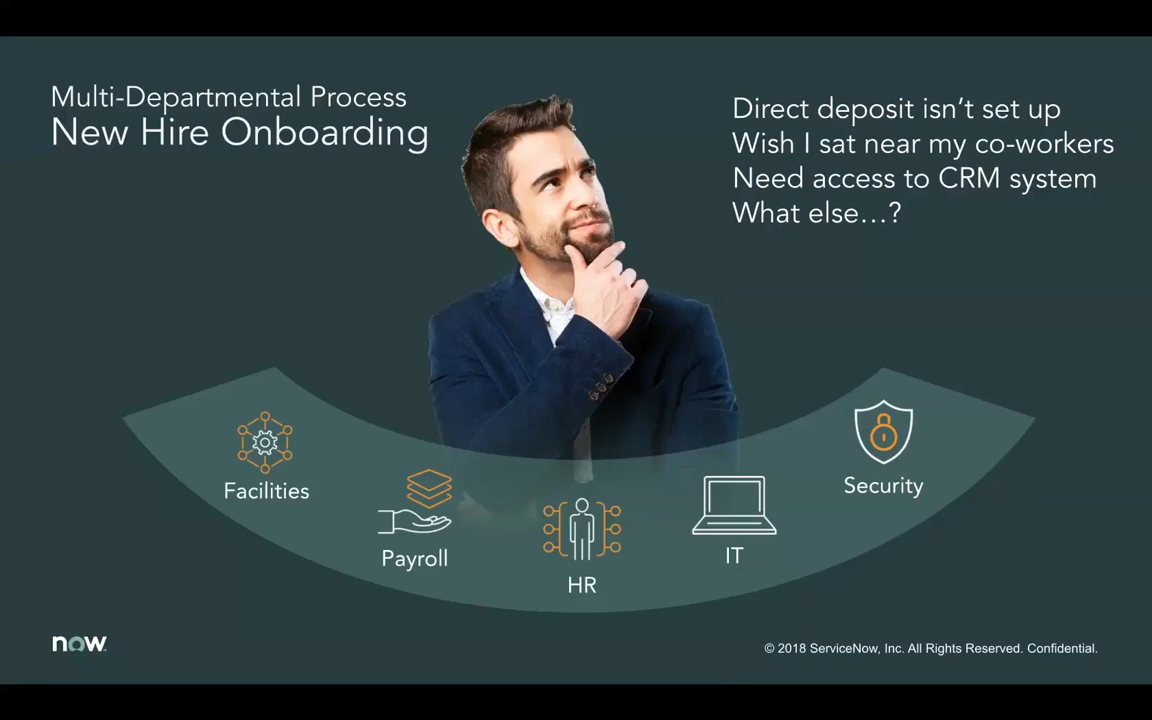 Multi-Departmental Process
New Hire Onboarding
Direct deposit isn't set up
Wish I sat near my co-workers
Need access to CRM system
What else...?
Facilities
Payroll
HR
IT
Security
now
© 2018 ServiceNow, Inc. All Rights Reserved. Confidential.